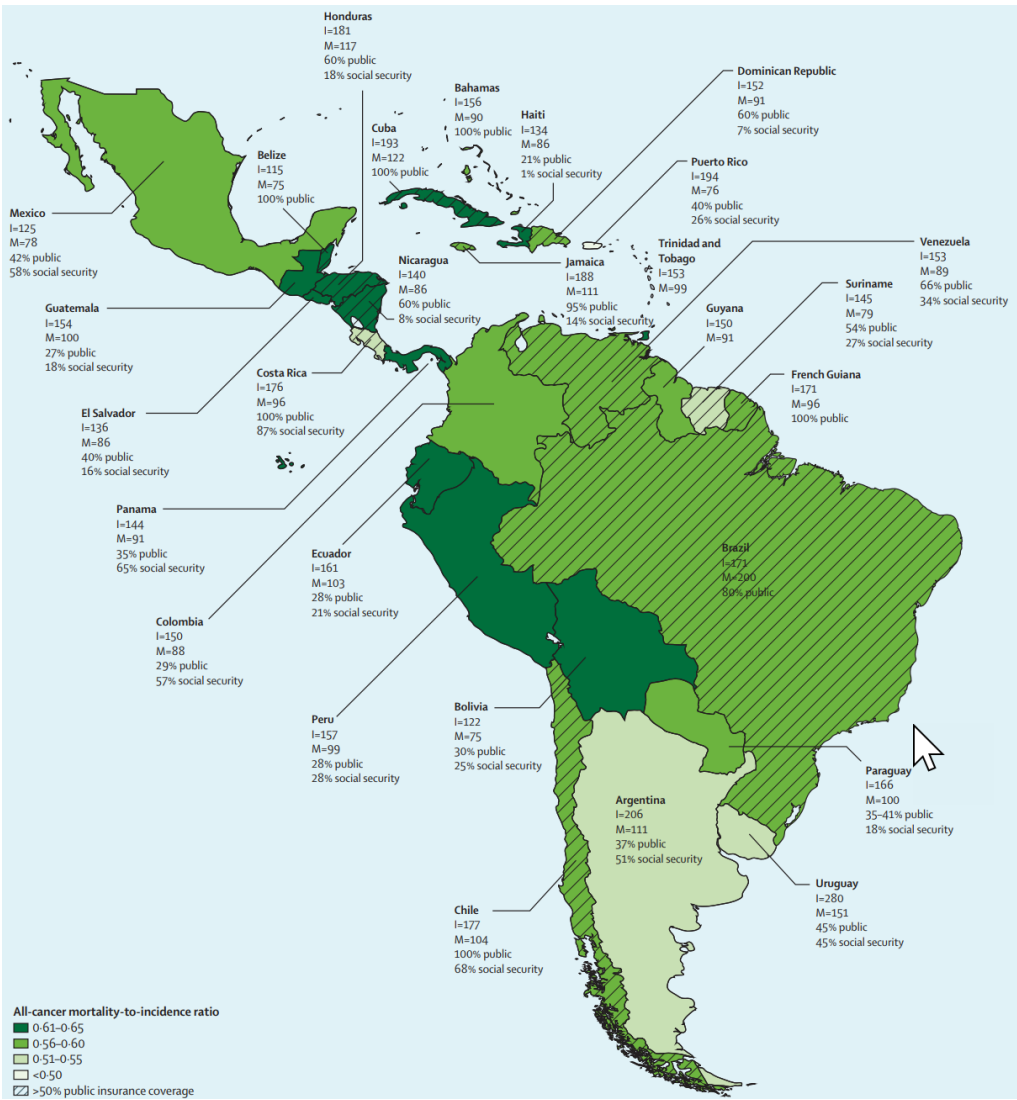 Honduras
I=181
M=117
60% public
18% social security
Dominican Republic
I=152
M=91
60% public
7% social security
Bahamas
I=156
M=90
100% public
Haiti
I=134
M=86
21% public
1% social security
Cuba
I=193
M=122
100% public
Belize
I=115
M=75
100% public
Puerto Rico
I=194
M=76
40% public
26% social security
Mexico
I=125
M=78
42% public
58% social security
Nicaragua
I=140
M=86
60% public
8% social security
Jamaica
I=188
M=111
95% public
14% social security
Trinidad and
Tobago
I=153
M=99
Venezuela
I=153
M=89
66% public
34% social security
Suriname
I=145
M=79
54% public
27% social security
Guatemala
I=154
M=100
27% public
18% social security
Guyana
I=150
M=91
Costa Rica
I=176
M=96
100% public
87% social security
French Guiana
I=171
M=96
100% public
El Salvador
I=136
M=86
40% public
16% social security
Panama
I=144
M=91
35% public
65% social security
Ecuador
I=161
M=103
28% public
21% social security
Brazil
I=171
M=200
80% public
Colombia
I=150
M=88
29% public
57% social security
Peru
I=157
M=99
28% public
28% social security
Bolivia
I=122
M=75
30% public
25% social security
Paraguay
I=166
M=100
35–41% public
18% social security
Argentina
I=206
M=111
37% public
51% social security
Uruguay
I=280
M=151
45% public
45% social security
Chile
I=177
M=104
100% public
68% social security
All-cancer mortality-to-incidence ratio
0·61–0·65
0·56–0·60
0·51–0·55
<0·50
>50% public insurance coverage